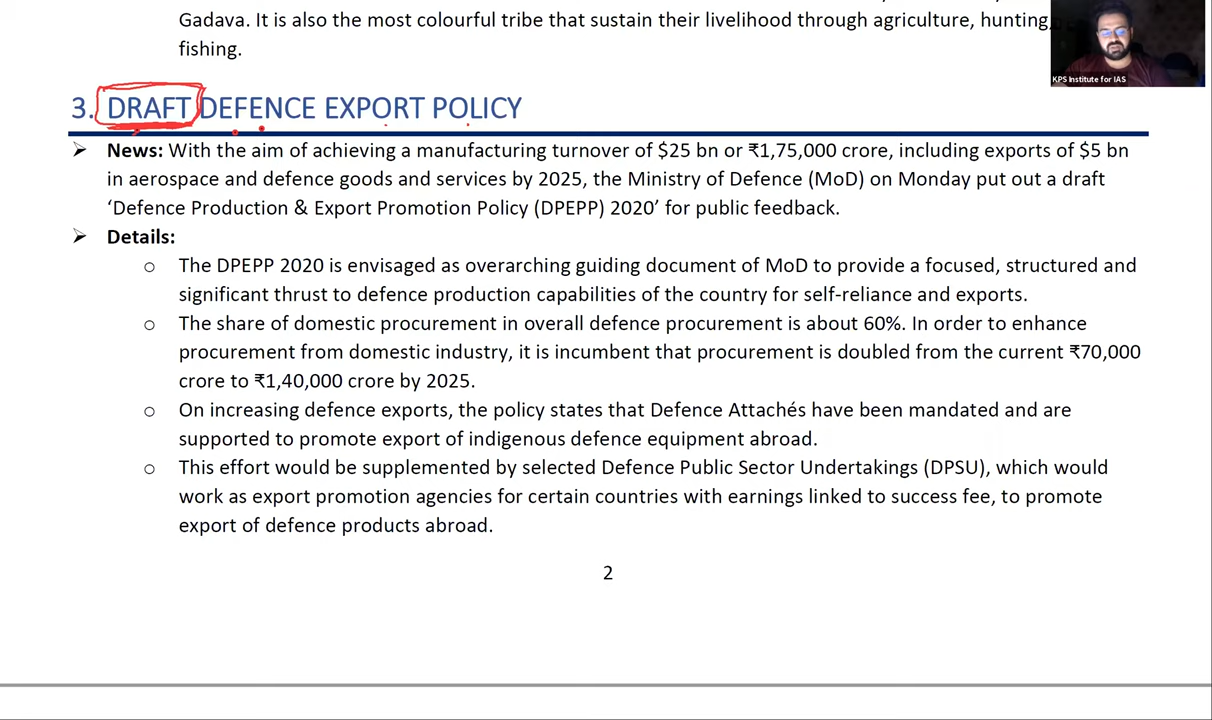 Gadava. It is also the most colourful tribe that sustain their livelihood through agriculture, hunting,
fishing.
KPS Institute for IAS
3. DRAFT DEFENCE EXPORT POLICY
➢ News: With the aim of achieving a manufacturing turnover of $25 bn or ₹1,75,000 crore, including exports of $5 bn
in aerospace and defence goods and services by 2025, the Ministry of Defence (MoD) on Monday put out a draft
‘Defence Production & Export Promotion Policy (DPEPP) 2020’ for public feedback.
➢ Details:
o The DPEPP 2020 is envisaged as overarching guiding document of MoD to provide a focused, structured and
significant thrust to defence production capabilities of the country for self-reliance and exports.
o The share of domestic procurement in overall defence procurement is about 60%. In order to enhance
procurement from domestic industry, it is incumbent that procurement is doubled from the current ₹70,000
crore to ₹1,40,000 crore by 2025.
o On increasing defence exports, the policy states that Defence Attachés have been mandated and are
supported to promote export of indigenous defence equipment abroad.
o This effort would be supplemented by selected Defence Public Sector Undertakings (DPSU), which would
work as export promotion agencies for certain countries with earnings linked to success fee, to promote
export of defence products abroad.
2